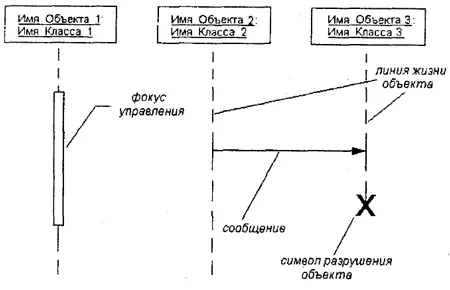 Имя Объекта 1:
Имя Класса 1
Имя Объекта 2:
Имя Класса 2
Имя Объекта 3:
Имя Класса 3
фокус
управления
линия жизни
объекта
сообщение
символ разрушения
объекта